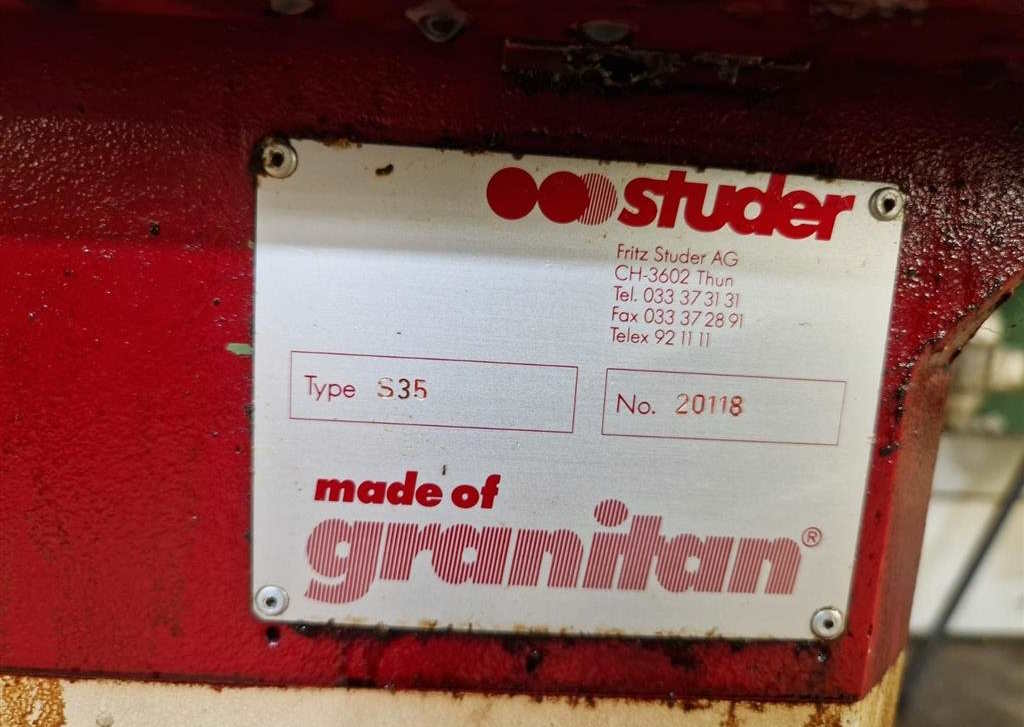 studer
Fritz Studer AG
CH-3602 Thun
Tel. 033 37 31 31
Fax 033 37 28 91
Telex 92 11 11
Type S35
No. 20118
made of
granitan®